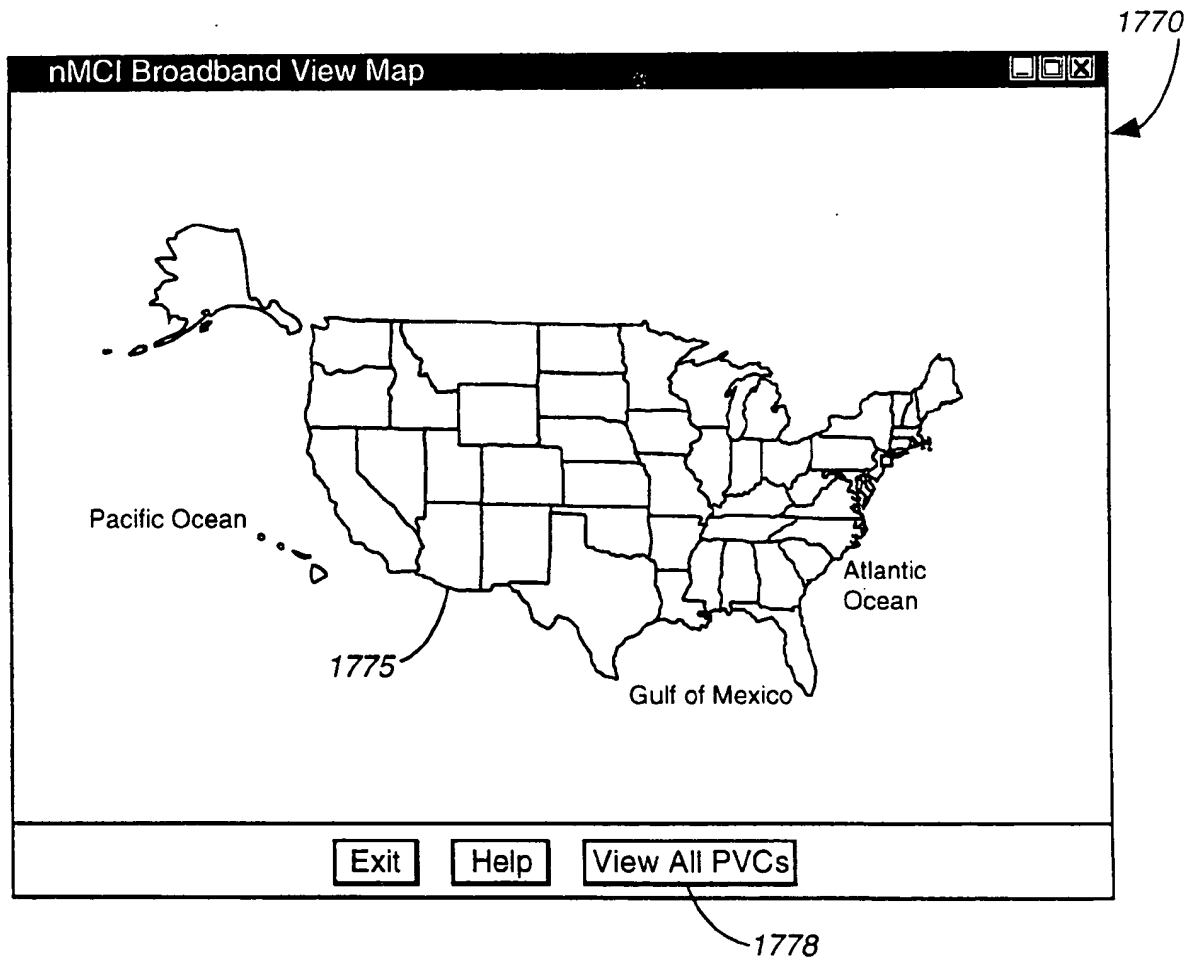 1770
nMCI Broadband View Map
Pacific Ocean
Atlantic
Ocean
1775
Gulf of Mexico
Exit
Help
View All PVCs
1778